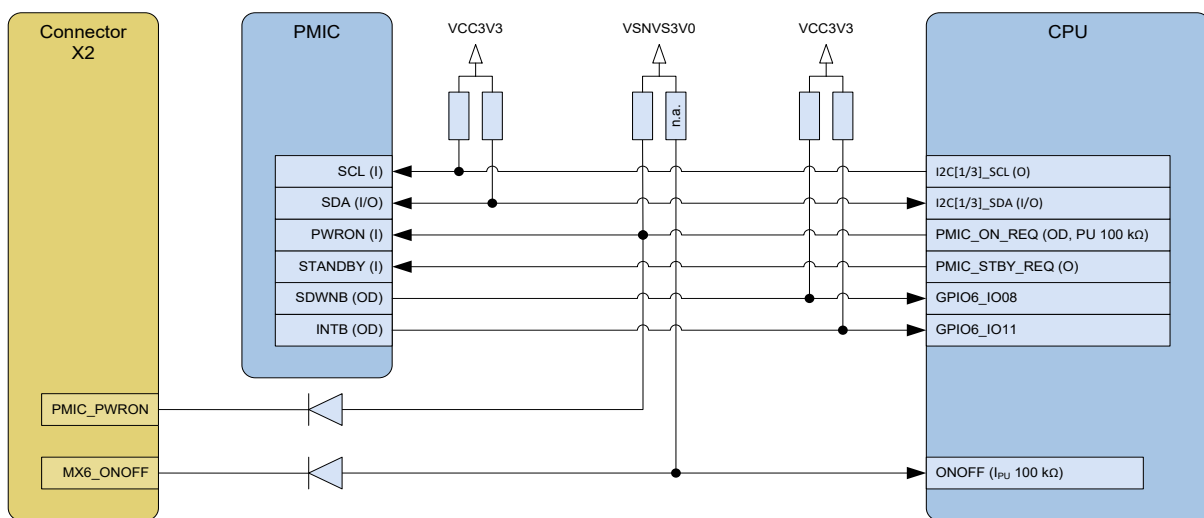 Connector
X2
PMIC
VCC3V3
VSNVS3V0
VCC3V3
CPU
n.a.
SCL (I)
I2C[1/3]_SCL (O)
SDA (I/O)
I2C[1/3]_SDA (I/O)
PWRON (I)
PMIC_ON_REQ (OD, PU 100 kΩ)
STANDBY (I)
PMIC_STBY_REQ (O)
SDWNB (OD)
GPIO6_IO08
INTB (OD)
GPIO6_IO11
PMIC_PWRON
MX6_ONOFF
ONOFF (IPU 100 kΩ)